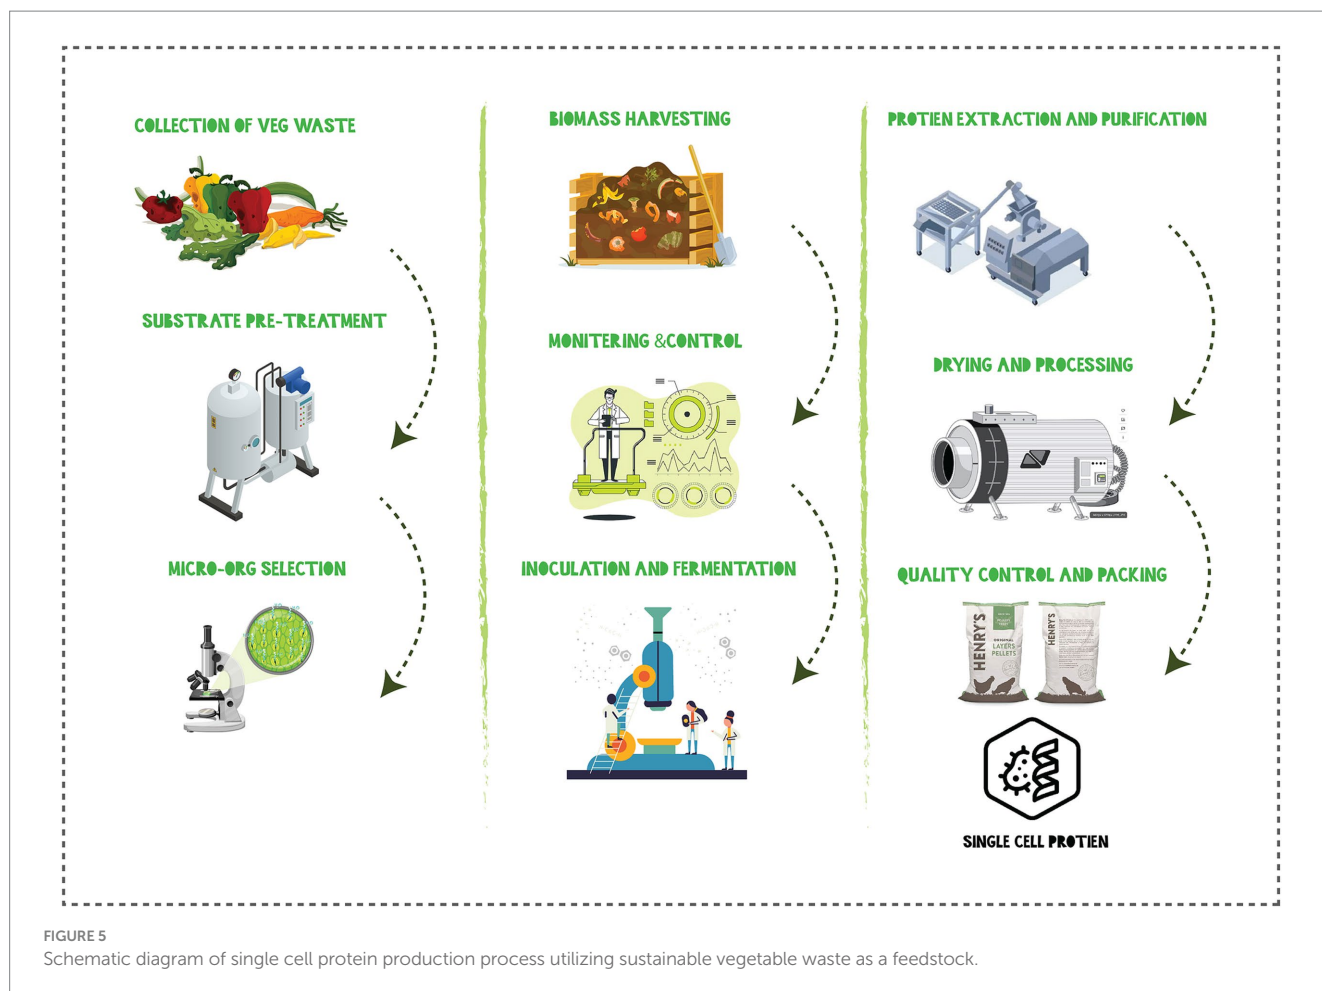 COLLECTION OF VEG WASTE
SUBSTRATE PRE-TREATMENT
MICRO-ORG SELECTION
BIOMASS HARVESTING
MONITERING &CONTROL
INOCULATION AND FERMENTATION
PROTIEN EXTRACTION AND PURIFICATION
DRYING AND PROCESSING
QUALITY CONTROL AND PACKING
HENRY'S
LAYERS
PELLETS
HENRY'S
SINGLE CELL PROTIEN
FIGURE 5
Schematic diagram of single cell protein production process utilizing sustainable vegetable waste as a feedstock.